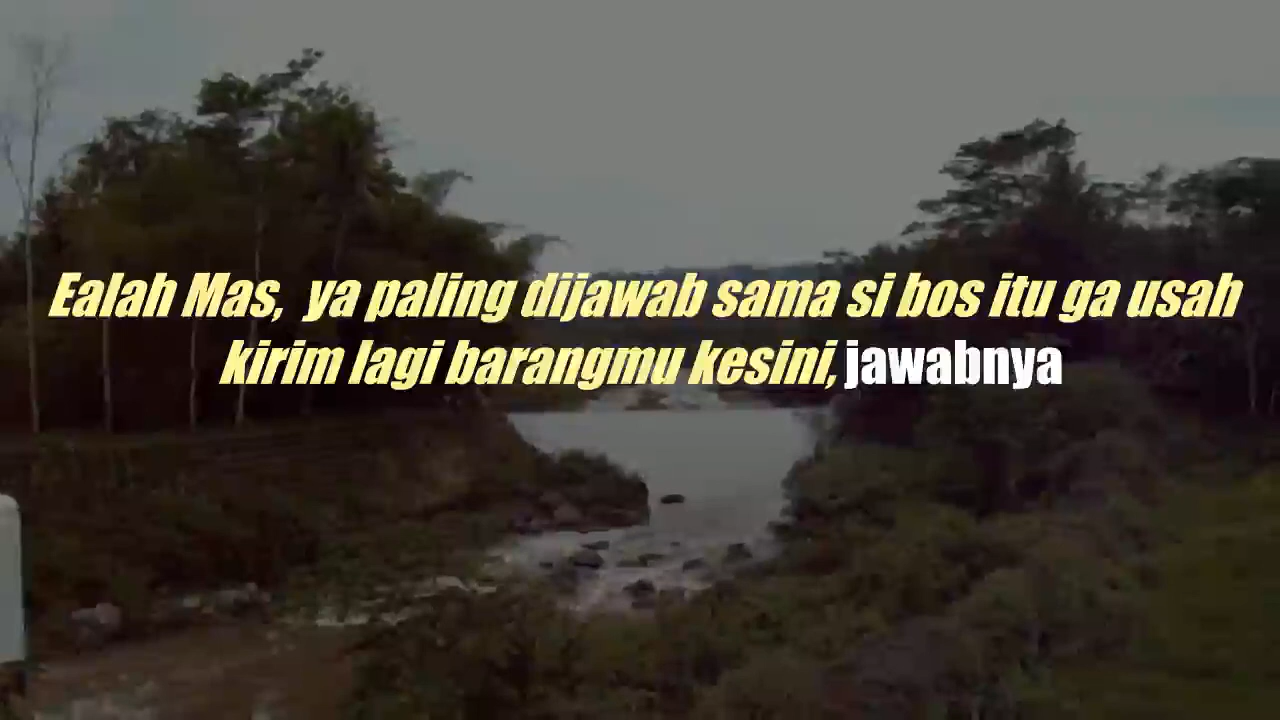 Ealah Mas, ya paling dijawab sama si bos itu ga usah
kirim lagi barangmu kesini, jawabnya